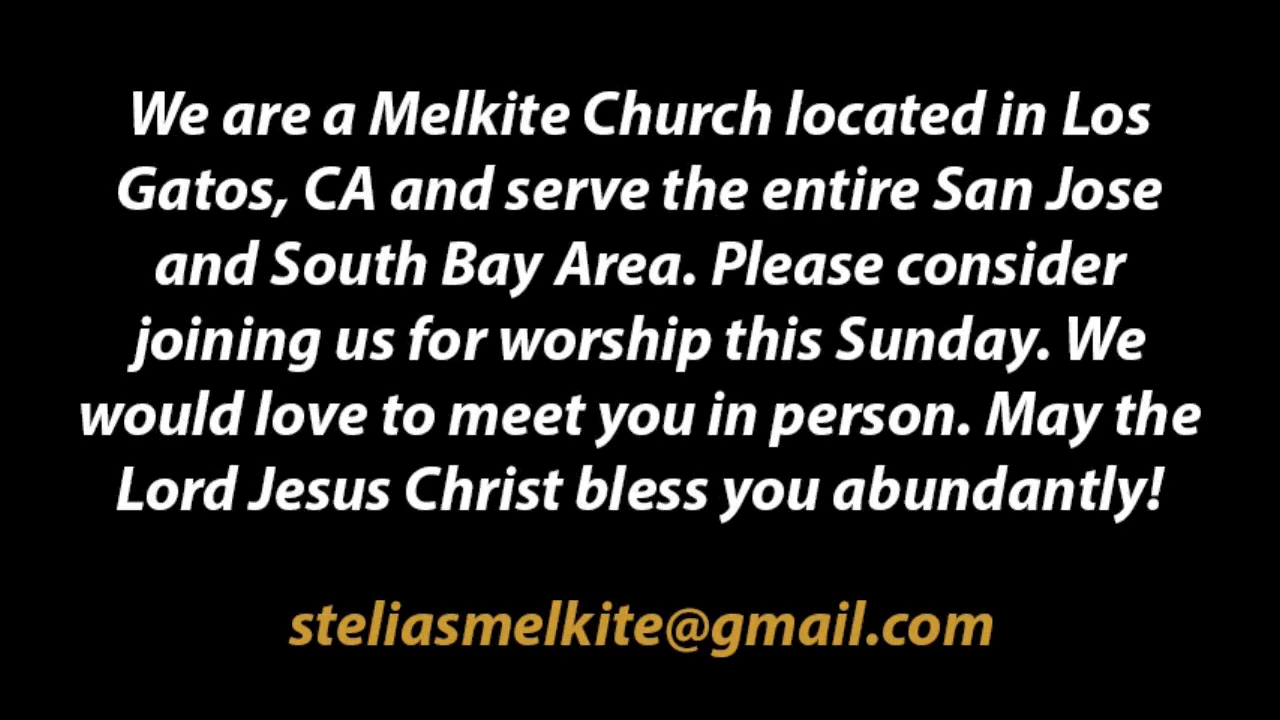 We are a Melkite Church located in Los
Gatos, CA and serve the entire San Jose
and South Bay Area. Please consider
joining us for worship this Sunday. We
would love to meet you in person. May the
Lord Jesus Christ bless you abundantly!
steliasmelkite@gmail.com